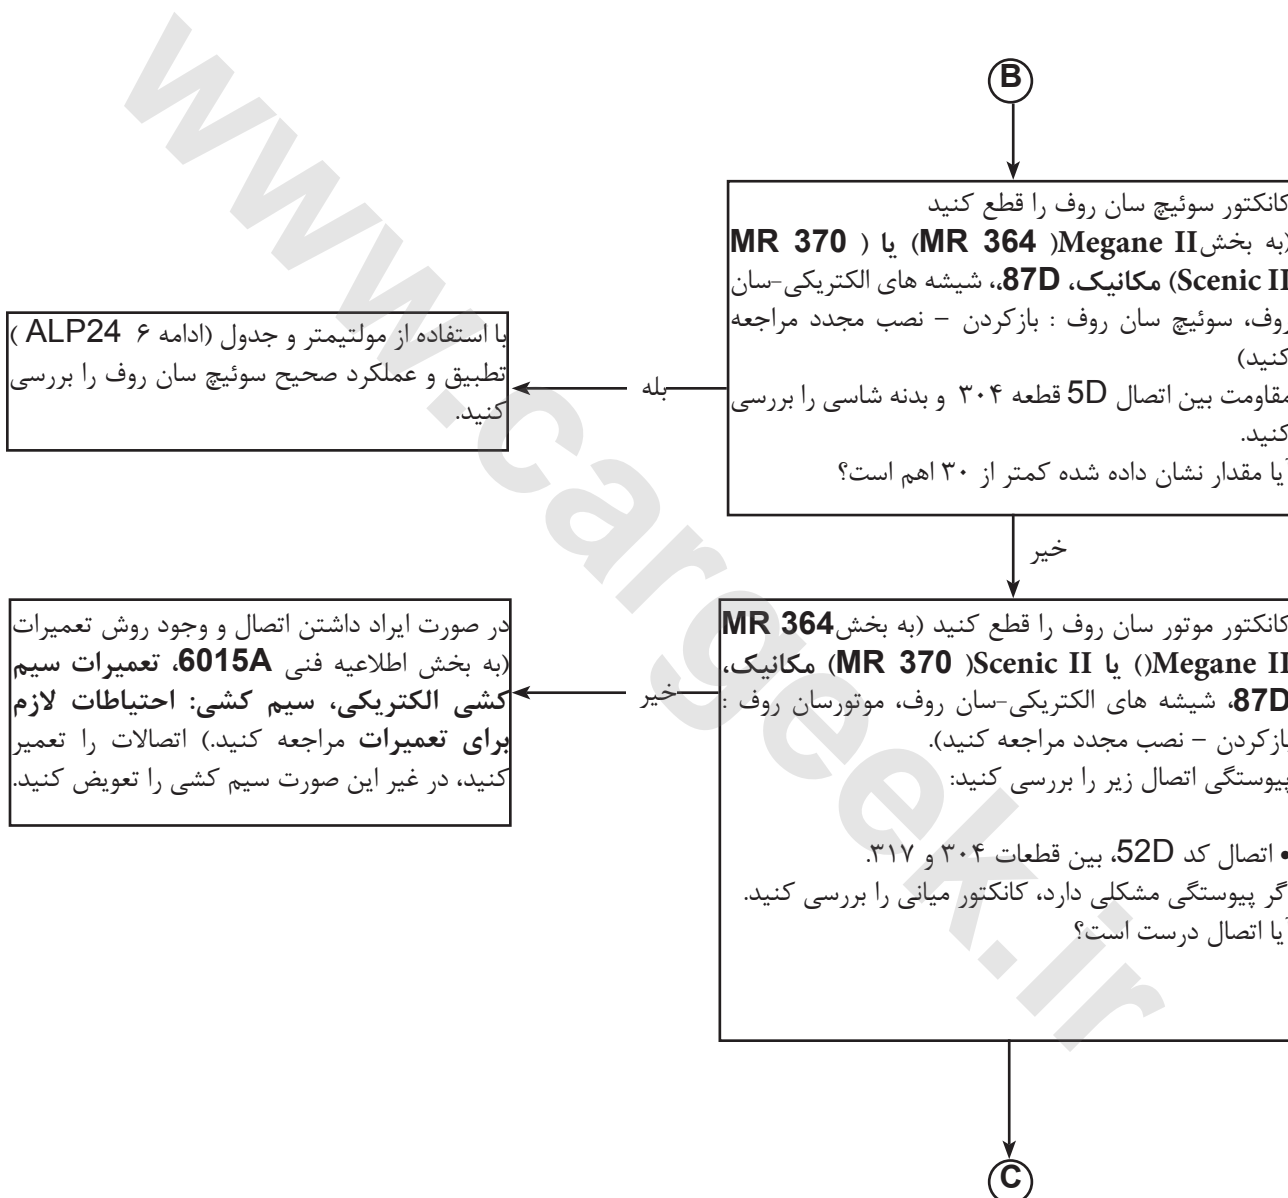 B
کانکتور سوئیچ سان روف را قطع کنید
(به بخش Megane II( MR 364) یا ( MR 370
Scenic II) مکانیک، 87D،، شیشه های الکتریکی-سان
روف، سوئیچ سان روف : بازکردن – نصب مجدد مراجعه
کنید)
مقاومت بین اتصال 5D قطعه ۳۰۴ و بدنه شاسی را بررسی
کنید.
آیا مقدار نشان داده شده کمتر از ۳۰ اهم است؟
بله
با استفاده از مولتیمتر و جدول (ادامه ۶ ALP24 )
تطبیق و عملکرد صحیح سوئیچ سان روف را بررسی
کنید.
خیر
کانکتور موتور سان روف را قطع کنید (به بخش MR 364
Megane II)( یا MR 370 )Scenic II) مکانیک،
87D، شیشه های الکتریکی-سان روف، موتورسان روف :
بازکردن – نصب مجدد مراجعه کنید).
پیوستگی اتصال زیر را بررسی کنید:
• اتصال کد 52D، بین قطعات ۳۰۴ و ۳۱۷.
گر پیوستگی مشکلی دارد، کانکتور میانی را بررسی کنید.
آیا اتصال درست است؟
خیر
در صورت ایراد داشتن اتصال و وجود روش تعمیرات
(به بخش اطلاعیه فنی 6015A، تعمیرات سیم
کشی الکتریکی، سیم کشی: احتیاطات لازم
برای تعمیرات مراجعه کنید.) اتصالات را تعمیر
کنید، در غیر این صورت سیم کشی را تعویض کنید.
C
www.cargeek.ir